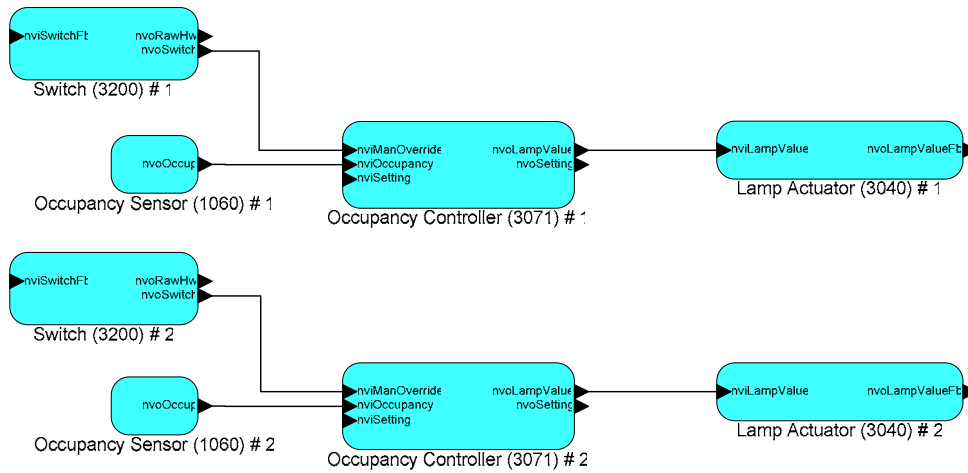 nviSwitchFb nvoRawHw
nvoSwitch
Switch (3200) # 1
nvoOccup
Occupancy Sensor (1060) # 1
nviManOverride nvoLampValue
nviOccupancy nvoSetting
nviSetting
Occupancy Controller (3071) # 1
nviLampValue nvoLampValueFb
Lamp Actuator (3040) # 1
nviSwitchFb nvoRawHw
nvoSwitch
Switch (3200) # 2
nvoOccup
Occupancy Sensor (1060) # 2
nviManOverride nvoLampValue
nviOccupancy nvoSetting
nviSetting
Occupancy Controller (3071) # 2
nviLampValue nvoLampValueFb
Lamp Actuator (3040) # 2